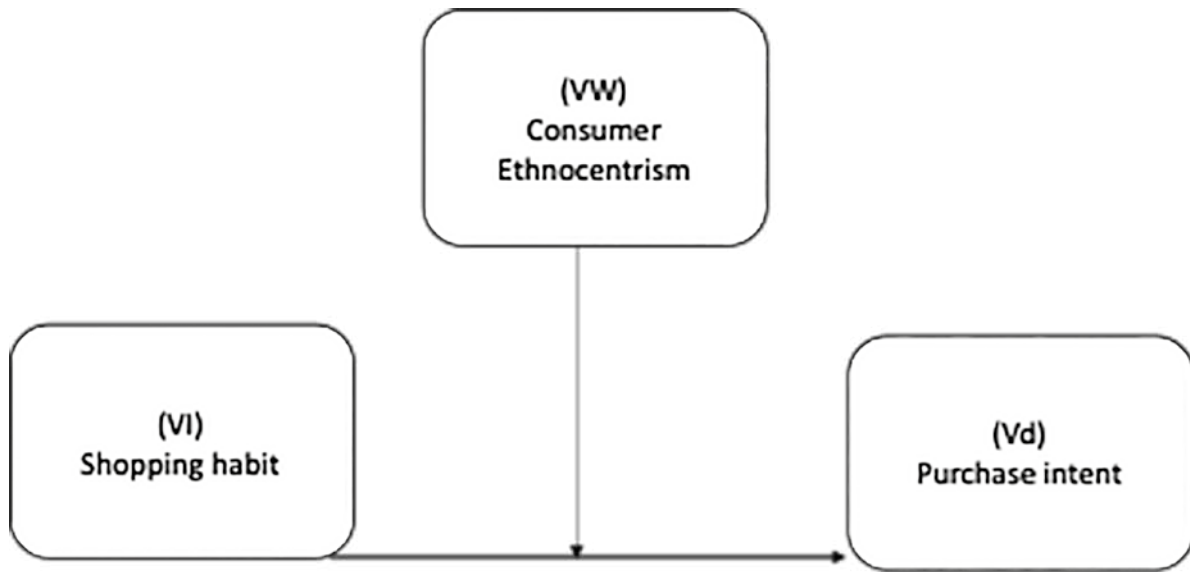 (VW)
Consumer
Ethnocentrism
(VI)
Shopping habit
(Vd)
Purchase intent